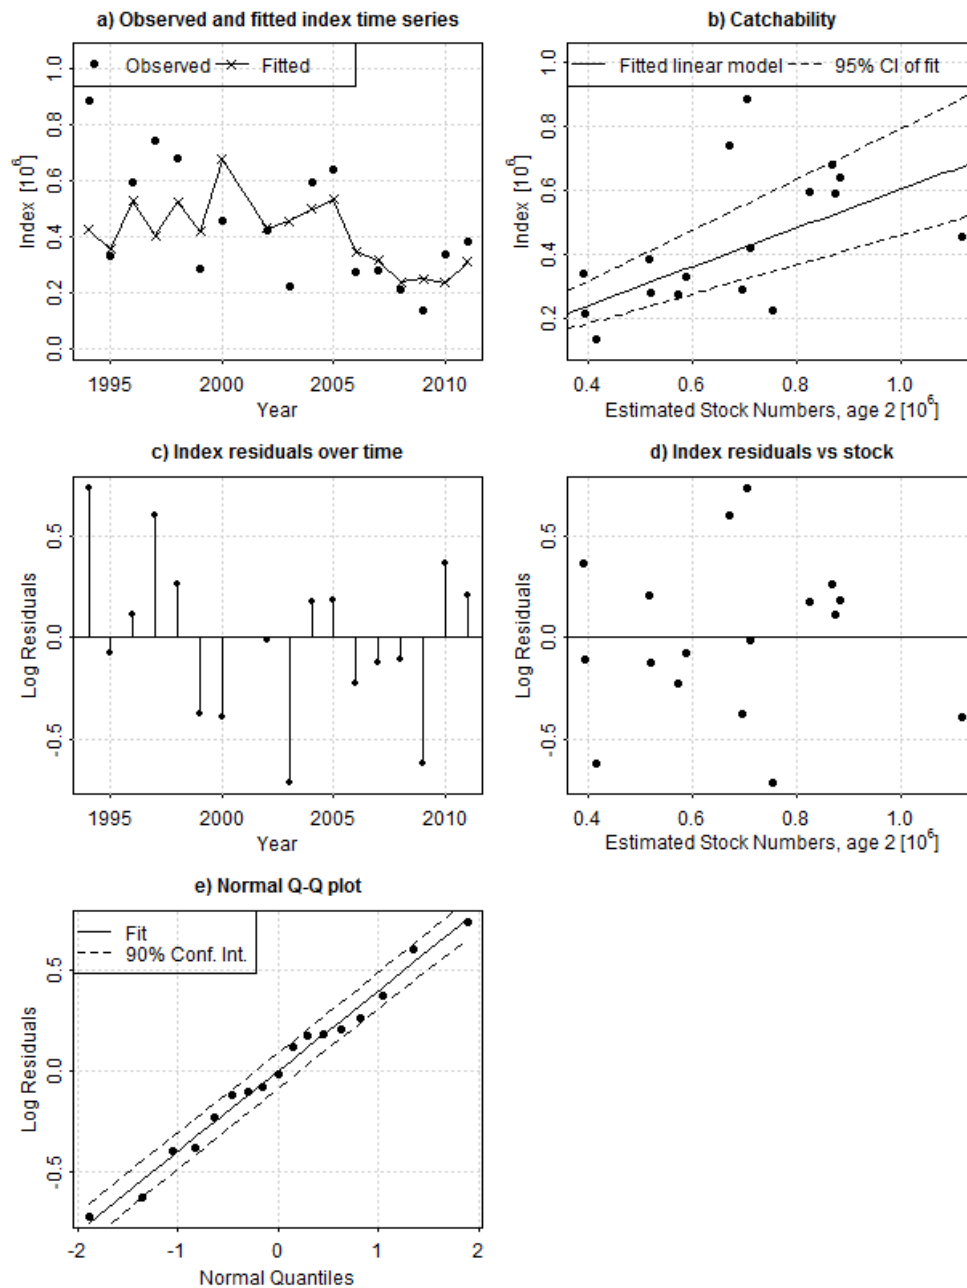 a) Observed and fitted index time series
Observed Fitted
Index [10^6]
0.0 0.2 0.4 0.6 0.8 1.0
1995 2000 2005 2010
Year
b) Catchability
Fitted linear model 95% CI of fit
Index [10^6]
0.2 0.4 0.6 0.8 1.0
0.4 0.6 0.8 1.0
Estimated Stock Numbers, age 2 [10^6]
c) Index residuals over time
Log Residuals
-0.5 0.0 0.5
1995 2000 2005 2010
Year
d) Index residuals vs stock
Log Residuals
-0.5 0.0 0.5
0.4 0.6 0.8 1.0
Estimated Stock Numbers, age 2 [10^6]
e) Normal Q-Q plot
Fit
90% Conf. Int.
Log Residuals
-0.5 0.0 0.5
-2 -1 0 1 2
Normal Quantiles